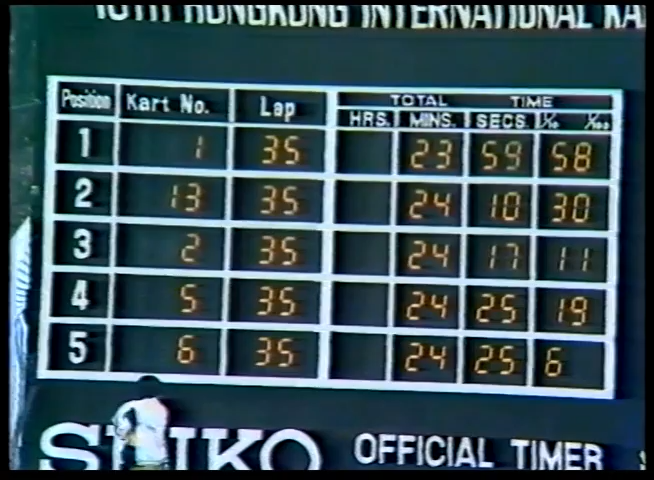 HONGKONG INTERNATIONAL
TOTAL TIME
Position Kart No. Lap HRS. MINS. SECS. 1/10 1/100
1 1 35 23 59 58
2 13 35 24 10 30
3 2 35 24 17 11
4 5 35 24 25 19
5 6 35 24 25 6
SEIKO OFFICIAL TIMER